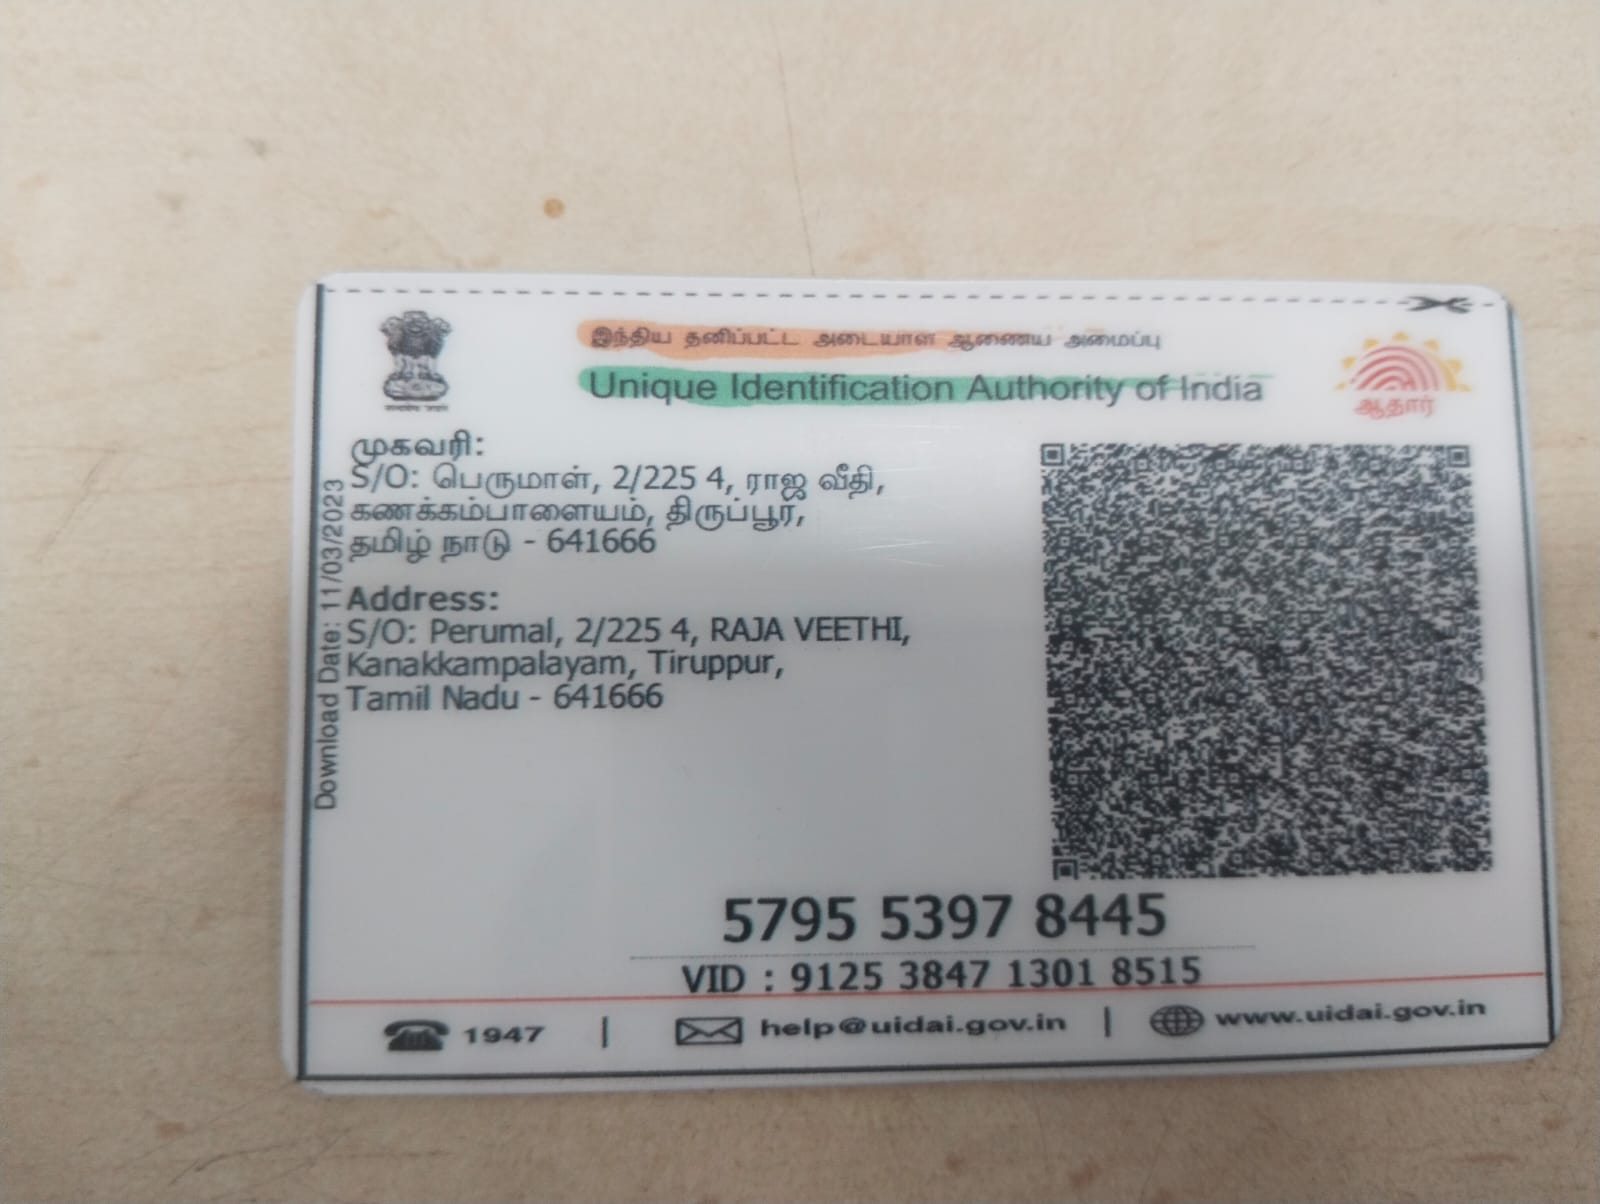 இந்திய தனிப்பட்ட அடையாள ஆணைய அமைப்பு
Unique Identification Authority of India
ஆதார்
முகவரி:
S/O: பெருமாள், 2/225 4, ராஜ வீதி,
கணக்கம்பாளையம், திருப்பூர்,
தமிழ் நாடு - 641666
Address:
S/O: Perumal, 2/225 4, RAJA VEETHI,
Kanakkampalayam, Tiruppur,
Tamil Nadu - 641666
Download Date: 11/03/2023
5795 5397 8445
VID : 9125 3847 1301 8515
1947 | help@uidai.gov.in | www.uidai.gov.in